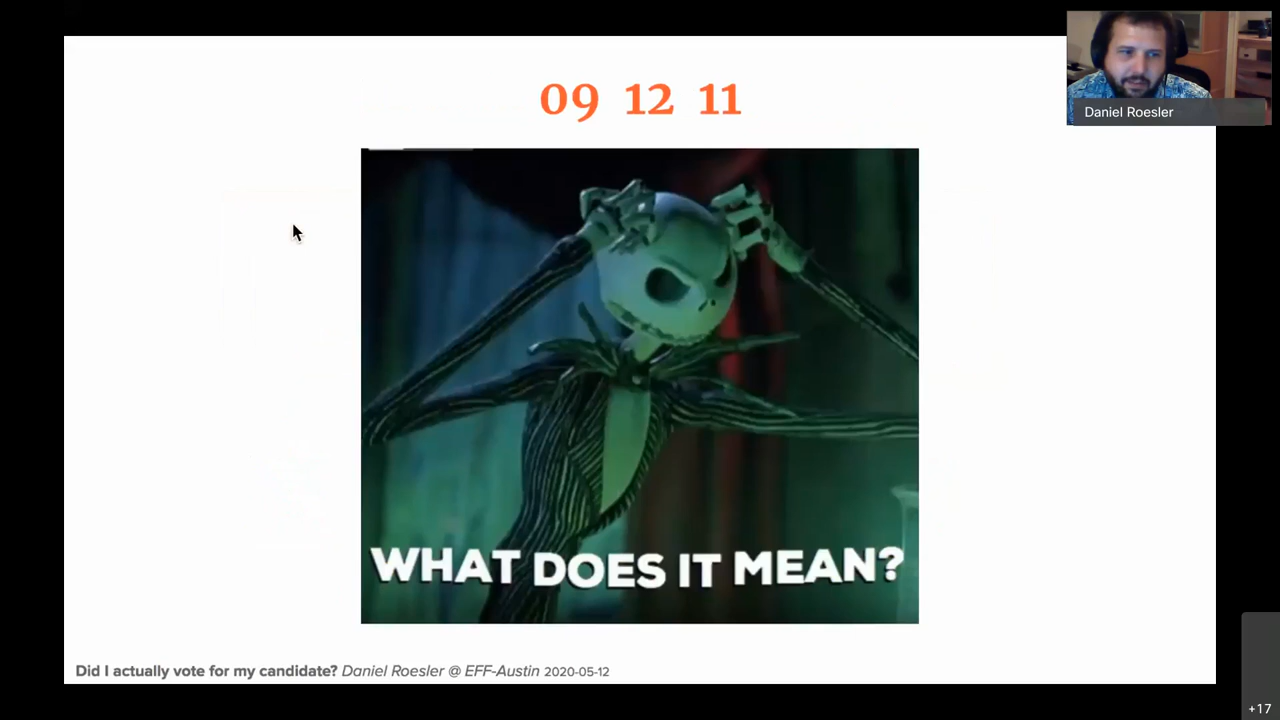 09 12 11
Daniel Roesler
WHAT DOES IT MEAN?
Did I actually vote for my candidate? Daniel Roesler @ EFF-Austin 2020-05-12
+17